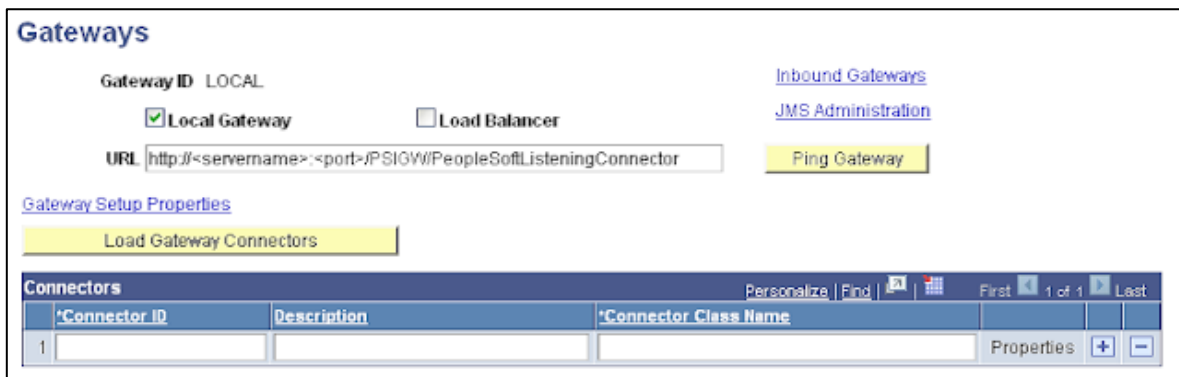 Gateways
Gateway ID LOCAL
Inbound Gateways
Local Gateway Load Balancer
JMS Administration
URL http://<servername>:<port>/PSIGW/PeopleSoftListeningConnector Ping Gateway
Gateway Setup Properties
Load Gateway Connectors
Connectors Personalize | Find | | First 1 of 1 Last
*Connector ID Description *Connector Class Name
1 Properties + −